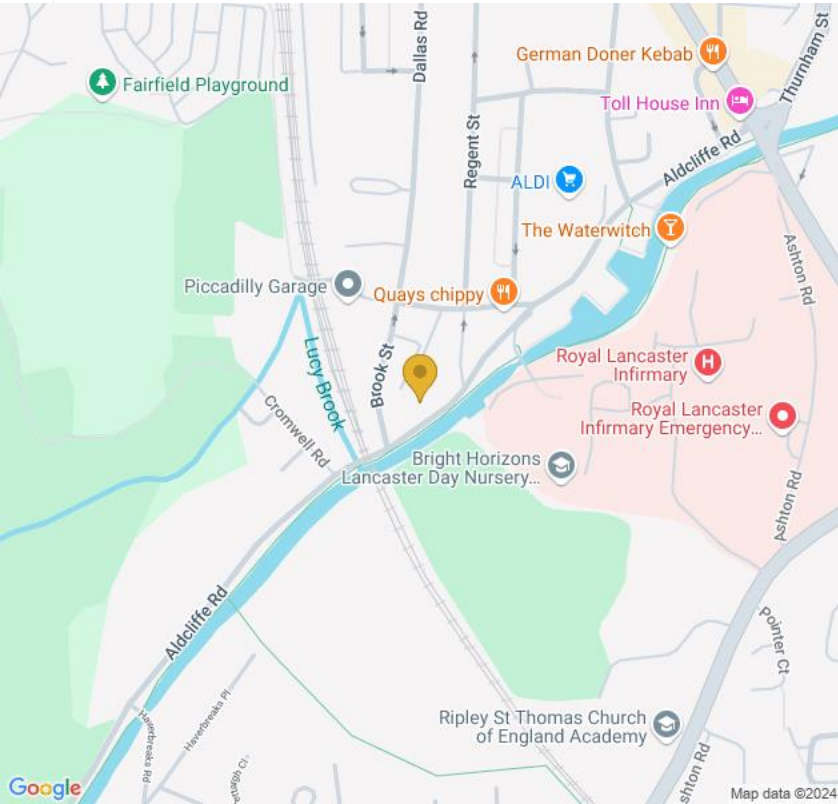 Dallas Rd
Regent St
German Doner Kebab
Thurnham St
Fairfield Playground
Toll House Inn
Aldcliffe Rd
ALDI
The Waterwitch
Ashton Rd
Piccadilly Garage
Quays chippy
Lucy Brook
Brook St
Royal Lancaster
Infirmary
Cromwell Rd
Royal Lancaster
Infirmary Emergency...
Bright Horizons
Lancaster Day Nursery...
Ashton Rd
Aldcliffe Rd
Pointer Ct
Haverbreaks Pl
Haverbreaks Rd
Ripley St Thomas Church
of England Academy
Google
Map data ©2024